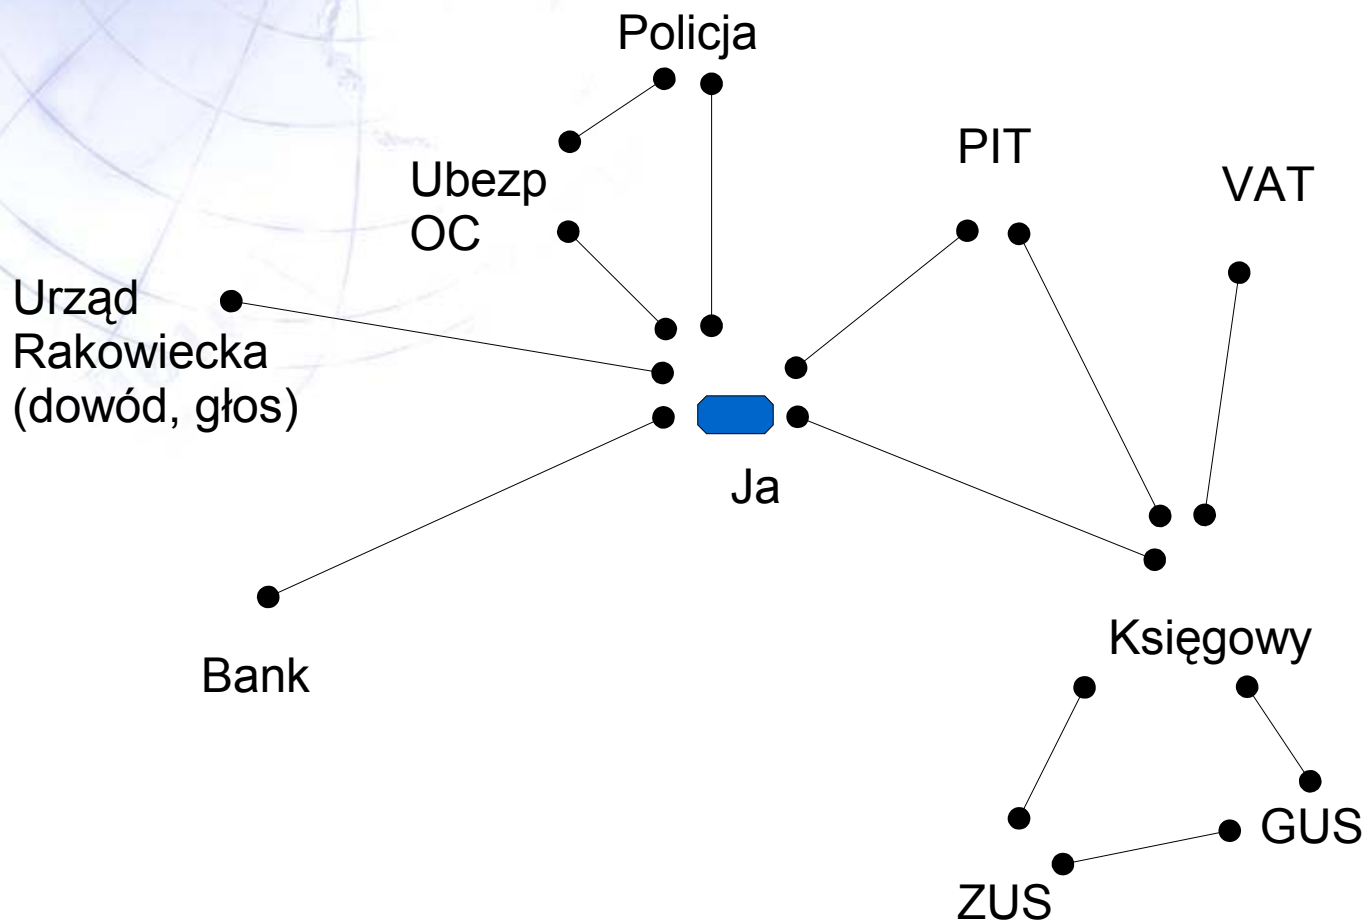 Policja
PIT
Ubezp
OC
VAT
Urząd
Rakowiecka
(dowód, głos)
Ja
Bank
Księgowy
GUS
ZUS